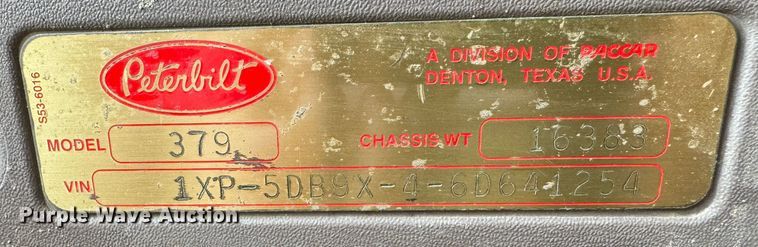 S53-6016
Peterbilt
A DIVISION OF PACCAR
DENTON, TEXAS U.S.A.
MODEL 379 CHASSIS WT 16383
VIN 1XP-5DB9X-4-6D641254
Purple Wave Auction